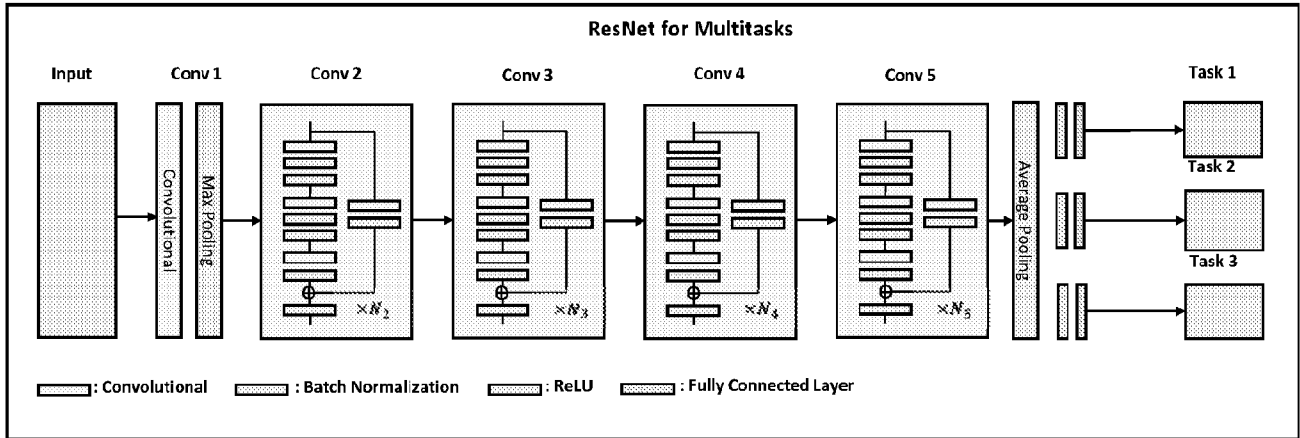 ResNet for Multitasks
Input
Conv 1
Conv 2
Conv 3
Conv 4
Conv 5
Task 1
Convolutional
Max Pooling
×N2
×N3
×N4
×N5
Average Pooling
Task 2
Task 3
: Convolutional
: Batch Normalization
: ReLU
: Fully Connected Layer